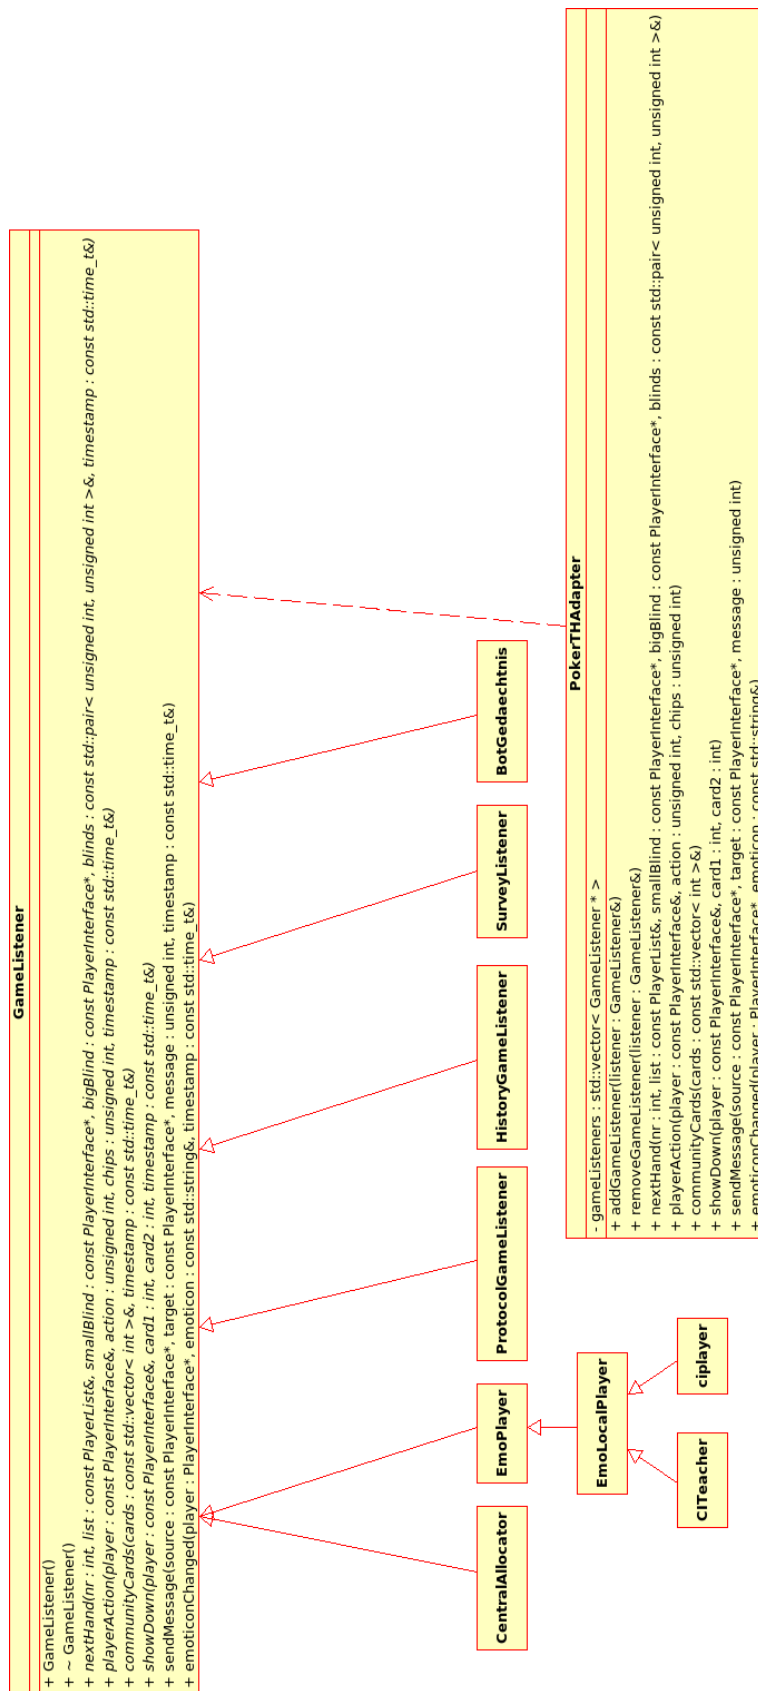 GameListener
+ GameListener()
+ ~ GameListener()
+ nextHand(nr : int, list : const PlayerList&, smallBlind : const PlayerInterface*, bigBlind : const PlayerInterface*, blinds : const std::pair< unsigned int, unsigned int >&, timestamp : const std::time_t&)
+ playerAction(player : const PlayerInterface&, action : unsigned int, chips : unsigned int, timestamp : const std::time_t&)
+ communityCards(cards : const std::vector< int >&, timestamp : const std::time_t&)
+ showDown(player : const PlayerInterface&, card1 : int, card2 : int, timestamp : const std::time_t&)
+ sendMessage(source : const PlayerInterface*, target : const PlayerInterface*, message : unsigned int, timestamp : const std::time_t&)
+ emoticonChanged(player : PlayerInterface*, emoticon : const std::string&, timestamp : const std::time_t&)
CentralAllocator
EmoPlayer
ProtocolGameListener
HistoryGameListener
SurveyListener
BotGedaechtnis
EmoLocalPlayer
CITeacher
ciplayer
PokerTHAdapter
- gameListeners : std::vector< GameListener * >
+ addGameListener(listener : GameListener&)
+ removeGameListener(listener : GameListener&)
+ nextHand(nr : int, list : const PlayerList&, smallBlind : const PlayerInterface*, bigBlind : const PlayerInterface*, blinds : const std::pair< unsigned int, unsigned int >&)
+ playerAction(player : const PlayerInterface&, action : unsigned int, chips : unsigned int)
+ communityCards(cards : const std::vector< int >&)
+ showDown(player : const PlayerInterface&, card1 : int, card2 : int)
+ sendMessage(source : const PlayerInterface*, target : const PlayerInterface*, message : unsigned int)
+ emoticonChanged(player : PlayerInterface*, emoticon : const std::string&)